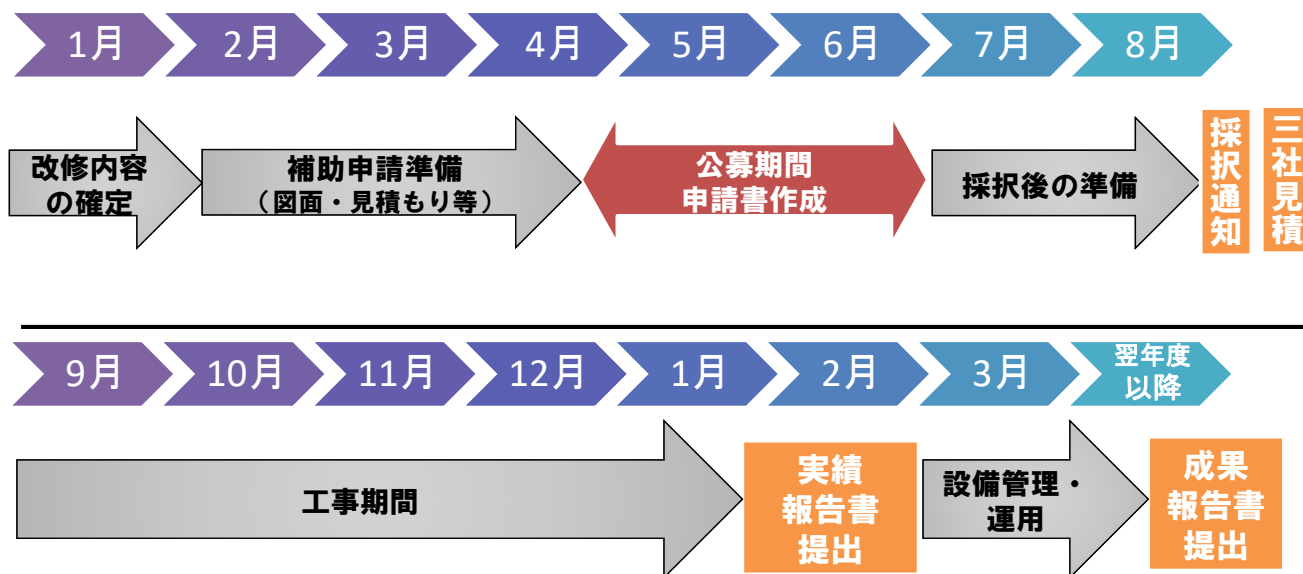 1月
2月
3月
4月
5月
6月
7月
8月
改修内容
の確定
補助申請準備
（図面・見積もり等）
公募期間
申請書作成
採択後の準備
採択通知
三社見積
9月
10月
11月
12月
1月
2月
3月
翌年度
以降
工事期間
実績
報告書
提出
設備管理・
運用
成果
報告書
提出